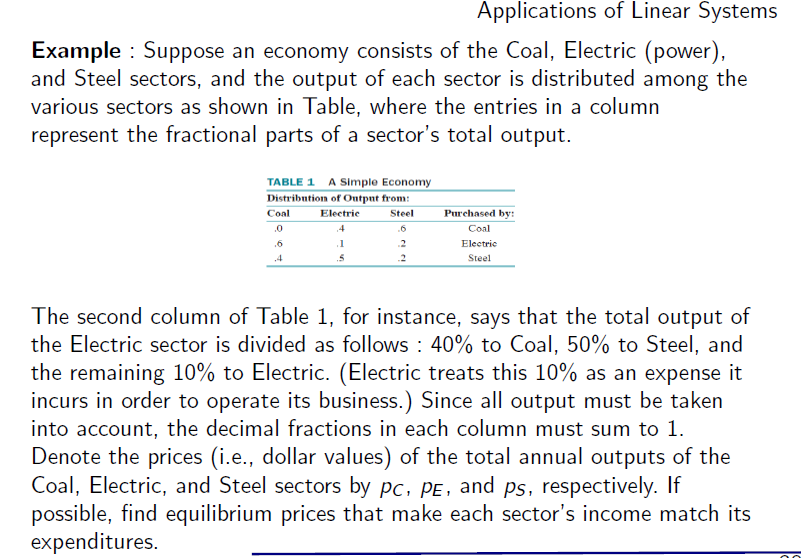 Applications of Linear Systems
Example : Suppose an economy consists of the Coal, Electric (power),
and Steel sectors, and the output of each sector is distributed among the
various sectors as shown in Table, where the entries in a column
represent the fractional parts of a sector's total output.
TABLE 1 A Simple Economy
Distribution of Output from:
Coal Electric Steel Purchased by:
.0 .4 .6 Coal
.6 .1 .2 Electric
.4 .5 .2 Steel
The second column of Table 1, for instance, says that the total output of
the Electric sector is divided as follows : 40% to Coal, 50% to Steel, and
the remaining 10% to Electric. (Electric treats this 10% as an expense it
incurs in order to operate its business.) Since all output must be taken
into account, the decimal fractions in each column must sum to 1.
Denote the prices (i.e., dollar values) of the total annual outputs of the
Coal, Electric, and Steel sectors by pC, pE, and pS, respectively. If
possible, find equilibrium prices that make each sector's income match its
expenditures.